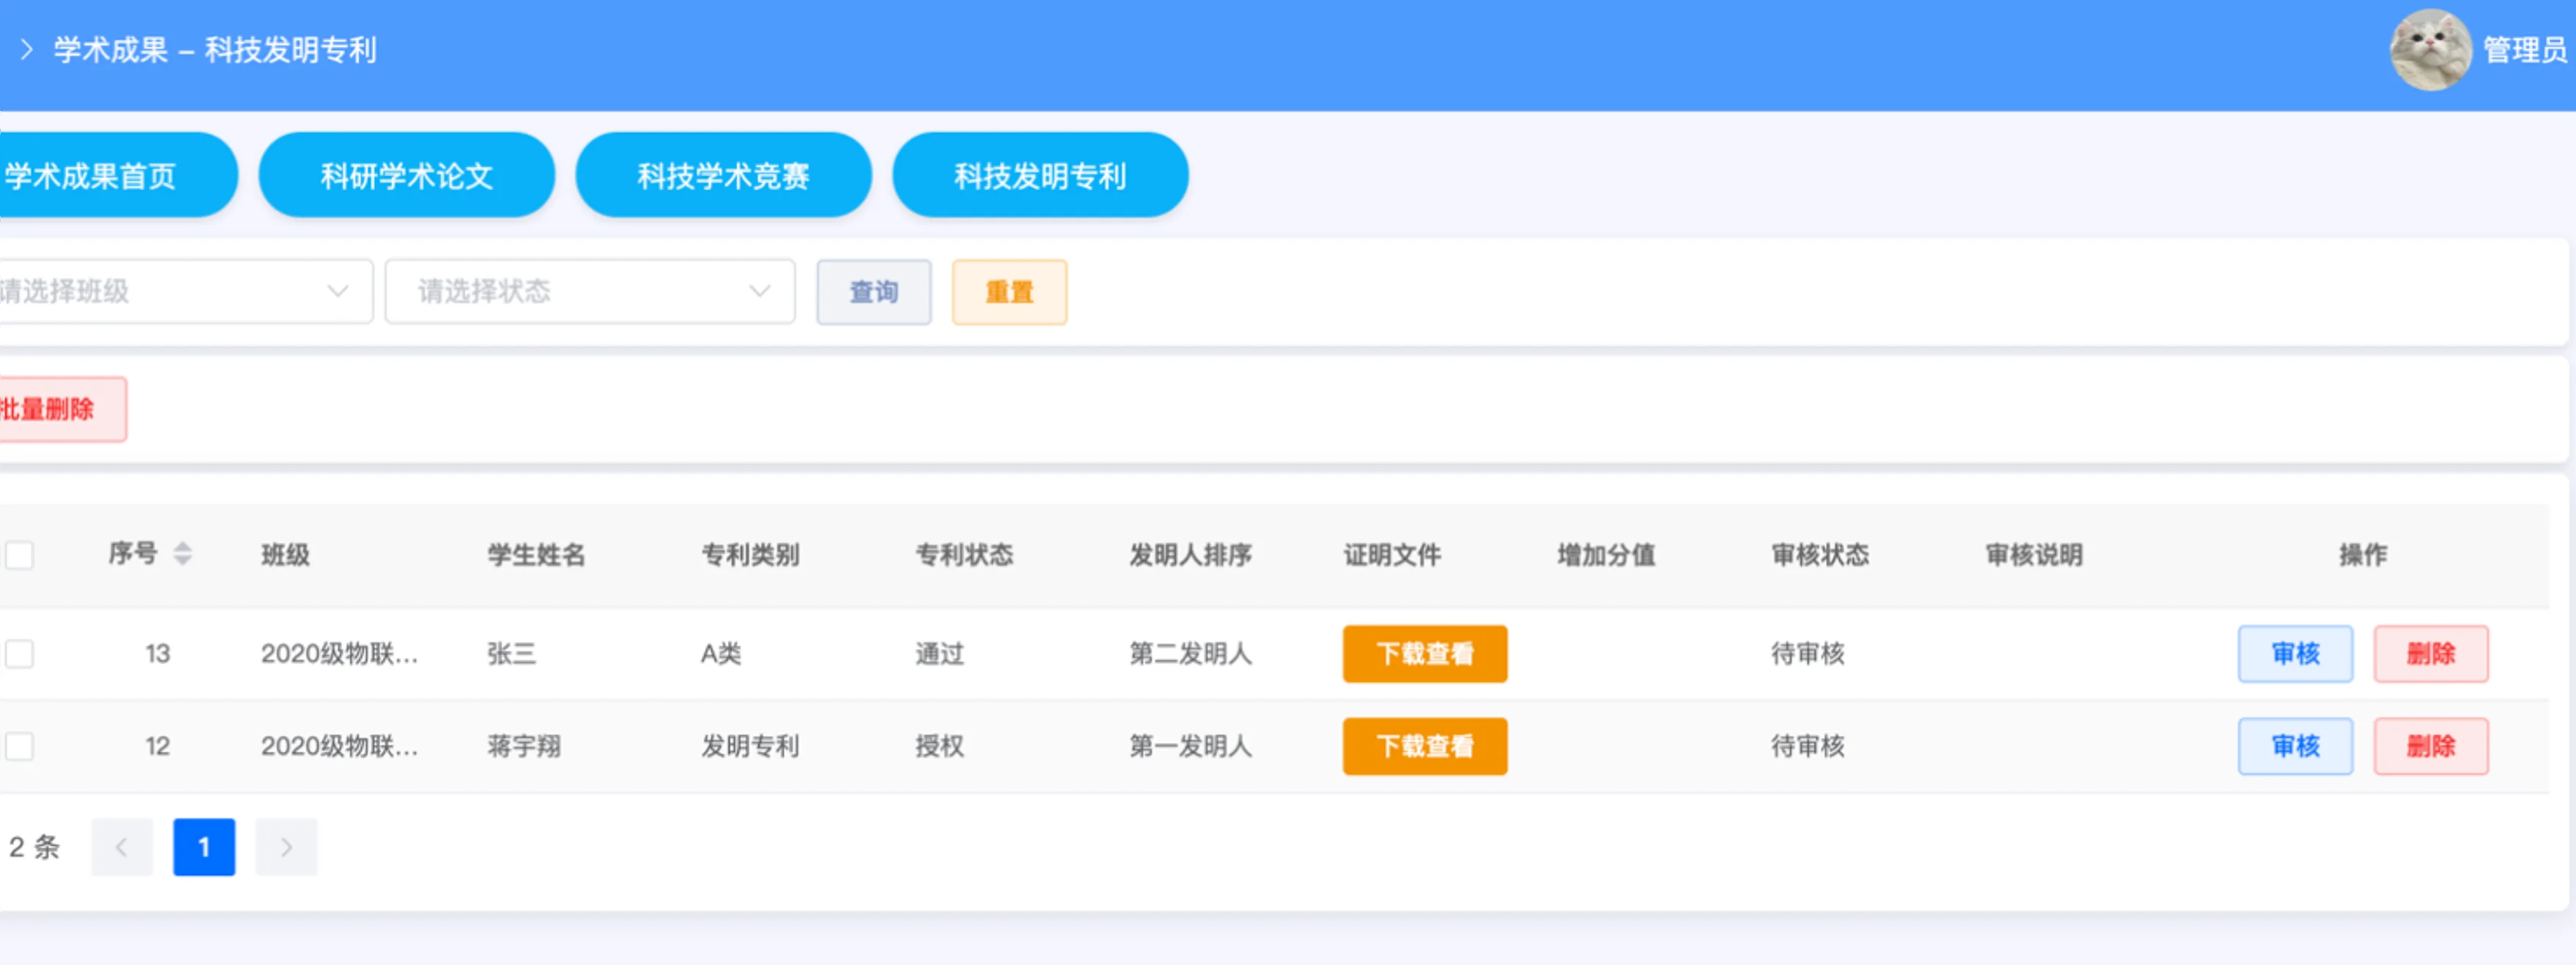 学术成果 – 科技发明专利
管理员
学术成果首页 科研学术论文 科技学术竞赛 科技发明专利
请选择班级 请选择状态 查询 重置
批量删除
序号 班级 学生姓名 专利类别 专利状态 发明人排序 证明文件 增加分值 审核状态 审核说明 操作
13 2020级物联... 张三 A类 通过 第二发明人 下载查看 待审核 审核 删除
12 2020级物联... 蒋宇翔 发明专利 授权 第一发明人 下载查看 待审核 审核 删除
2 条 1